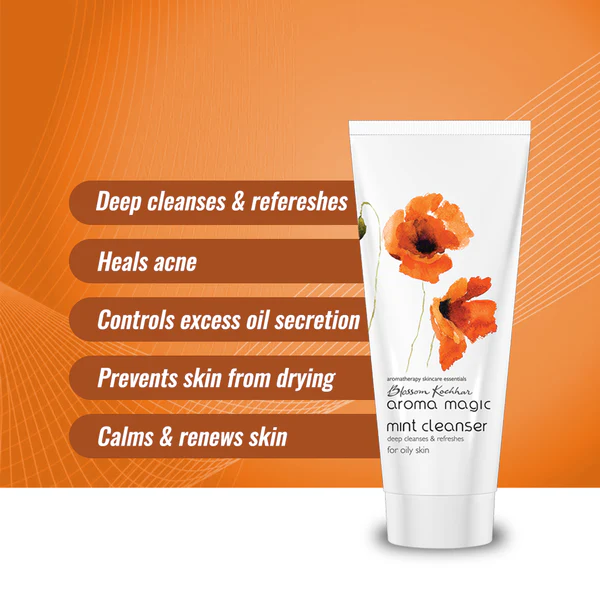 Deep cleanses & refereshes
Heals acne
Controls excess oil secretion
Prevents skin from drying
Calms & renews skin
aromatherapy skincare essentials
Blossom Kochhar
aroma magic
mint cleanser
deep cleanses & refreshes
for oily skin